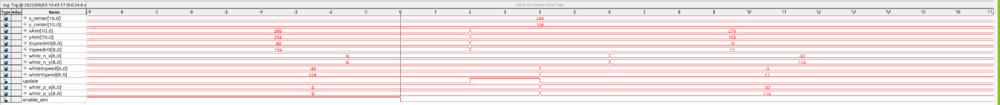 log: Trig @ 2022/09/03 13:43:17 (0:0:24.6 e click to insert time bar
Type Alias Name -9 -8 -7 -6 -5 -4 -3 -2 -1 0 1 2 3 4 5 6 7 8 9 10 11 12 13 14 15 16 17
x_center[10..0] 296
y_center[10..0] 106
xAim[10..0] 206 279
yAim[10..0] 214 109
XspeedHit[8..0] -82 -9
YspeedHit[8..0] 116 11
white_n_x[8..0] 0 -82
white_n_y[8..0] 0 116
whiteXspeed[8..0] -82 -9
whiteYspeed[8..0] 116 11
update
white_p_x[8..0] 0 -82
white_p_y[8..0] 0 116
enable_aim